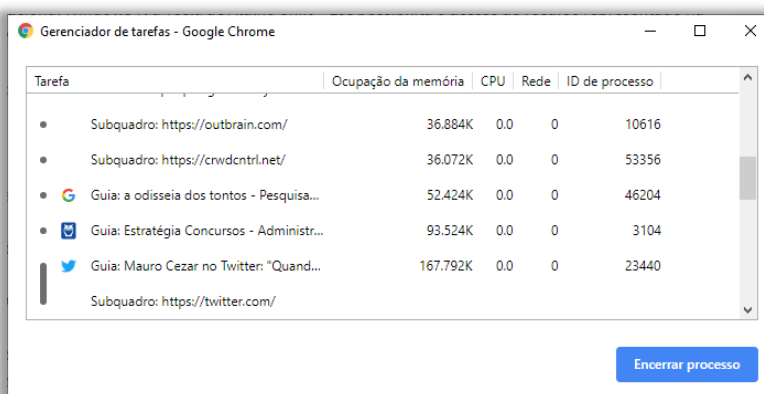 Gerenciador de tarefas - Google Chrome
Tarefa Ocupação da memória CPU Rede ID de processo
Subquadro: https://outbrain.com/ 36.884K 0.0 0 10616
Subquadro: https://crwdcntrl.net/ 36.072K 0.0 0 53356
Guia: a odisseia dos tontos - Pesquisa... 52.424K 0.0 0 46204
Guia: Estratégia Concursos - Administr... 93.524K 0.0 0 3104
Guia: Mauro Cezar no Twitter: "Quand... 167.792K 0.0 0 23440
Subquadro: https://twitter.com/
Encerrar processo